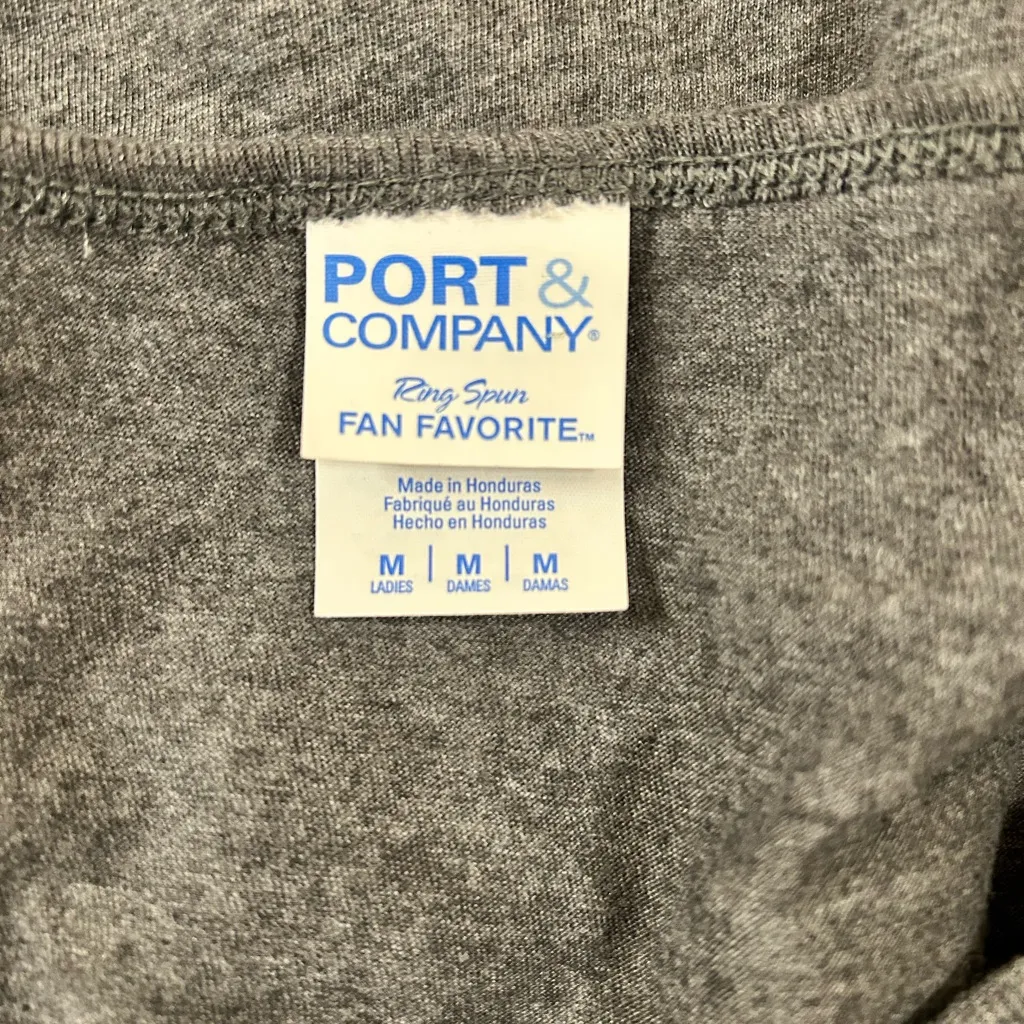 PORT &
COMPANY®
Ring Spun
FAN FAVORITE™
Made in Honduras
Fabriqué au Honduras
Hecho en Honduras
M | M | M
LADIES DAMES DAMAS